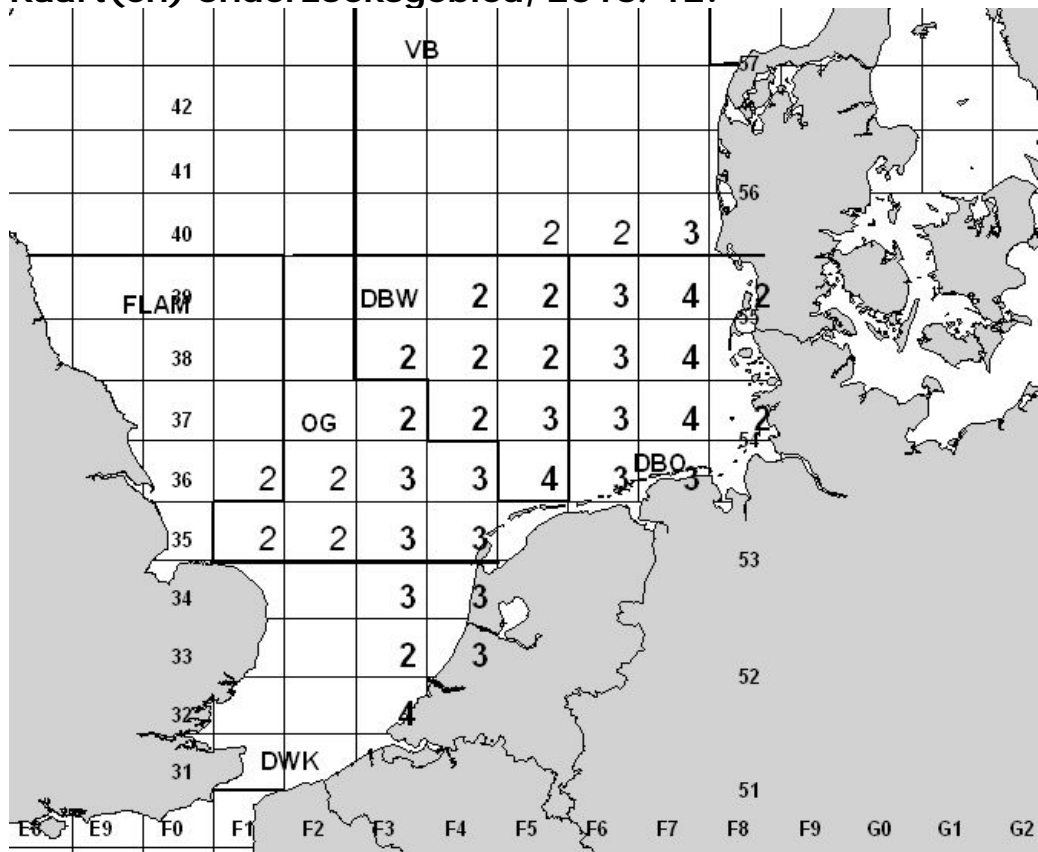 Kaart(en) onderzoeksgebied,
VB
57
42
41
56
40 2 2 3
FLAM 39 DBW 2 2 3 4 2
55
38 2 2 2 3 4
37 OG 2 2 3 3 4 2
54
DBO
36 2 2 3 3 4 3 3
35 2 2 3 3
53
34 3 3
33 2 3
52
32 4
DWK
31
51
E8 E9 F0 F1 F2 F3 F4 F5 F6 F7 F8 F9 G0 G1 G2